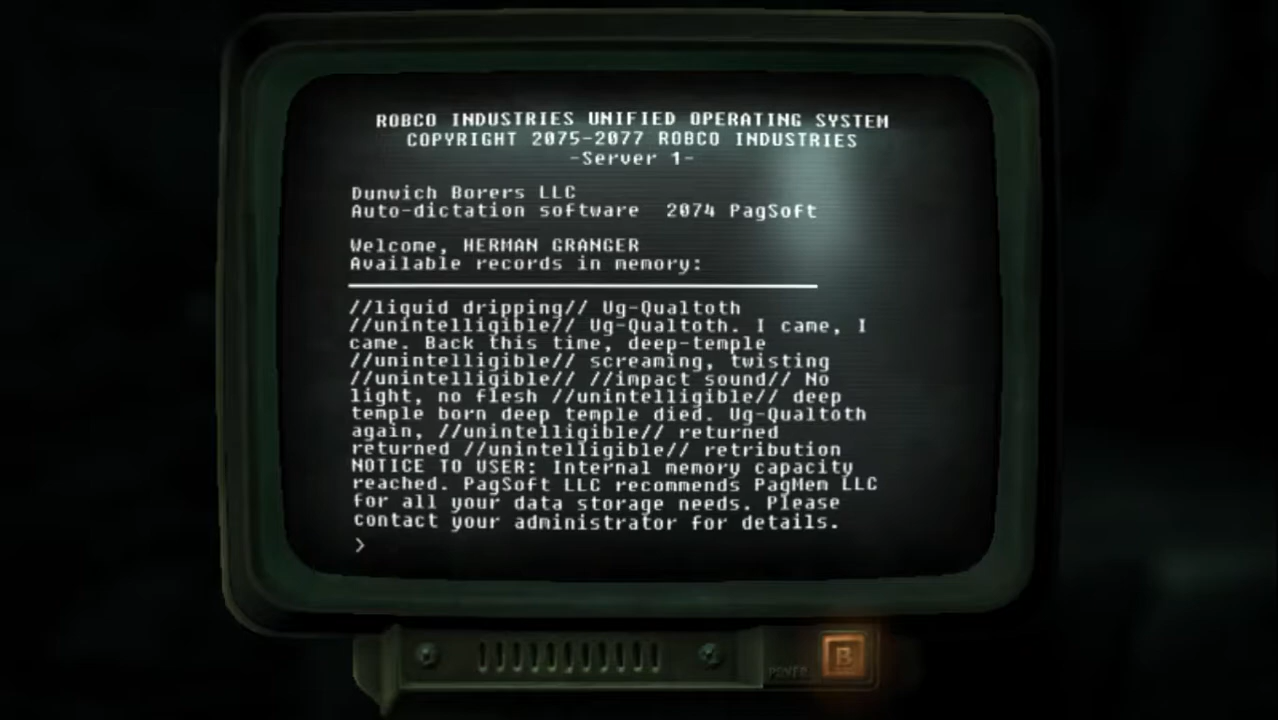 ROBCO INDUSTRIES UNIFIED OPERATING SYSTEM
COPYRIGHT 2075-2077 ROBCO INDUSTRIES
-Server 1-
Dunwich Borers LLC
Auto-dictation software 2074 PagSoft
Welcome, HERMAN GRANGER
Available records in memory:
//liquid dripping// Ug-Qualtoth
//unintelligible// Ug-Qualtoth. I came, I
came. Back this time, deep-temple
//unintelligible// screaming, twisting
//unintelligible// //impact sound// No
light, no flesh //unintelligible// deep
temple born deep temple died. Ug-Qualtoth
again, //unintelligible// returned
returned //unintelligible// retribution
NOTICE TO USER: Internal memory capacity
reached. PagSoft LLC recommends PagMem LLC
for all your data storage needs. Please
contact your administrator for details.
>
POWER
B